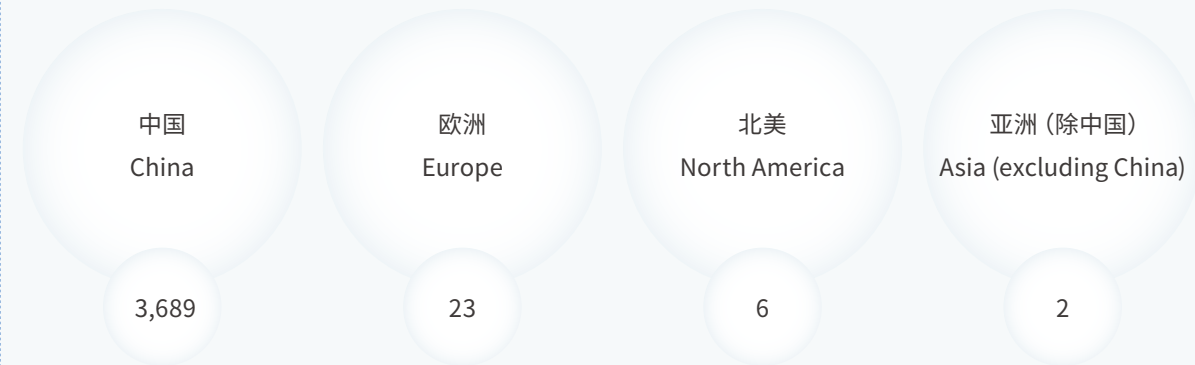 中国
China
3,689
欧洲
Europe
23
北美
North America
6
亚洲（除中国）
Asia (excluding China)
2